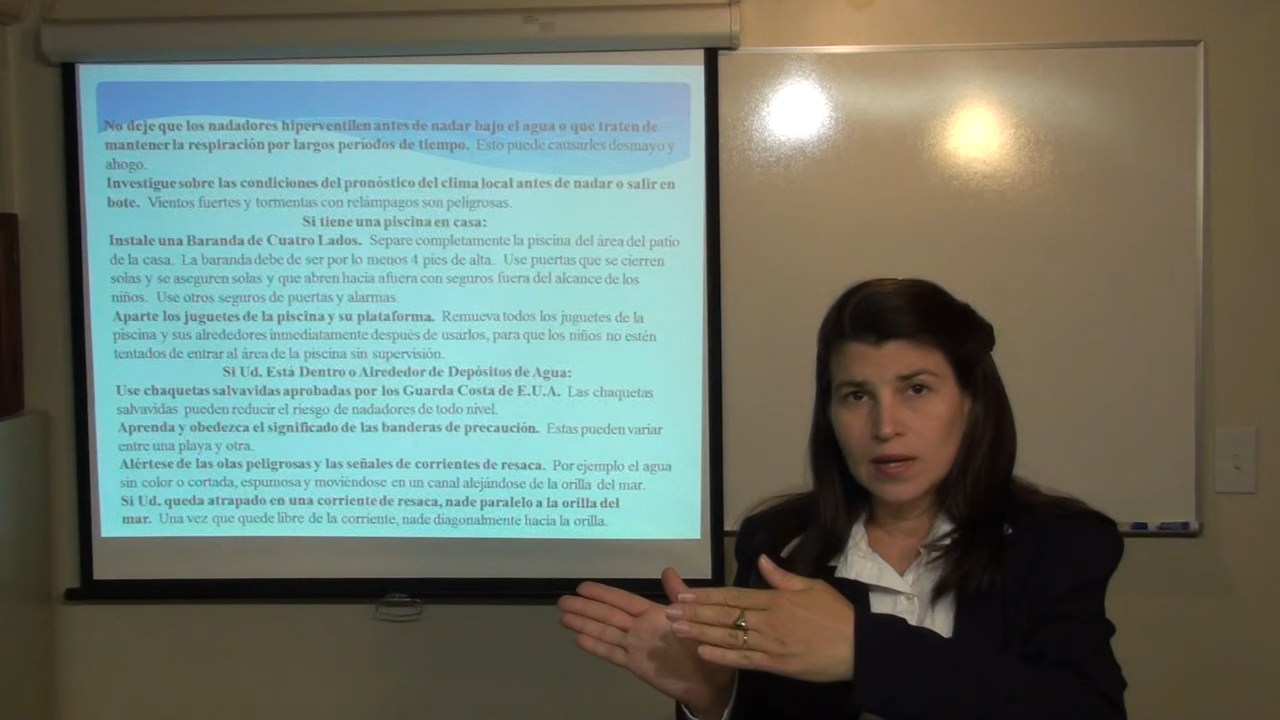 No deje que los nadadores hiperventilen antes de nadar bajo el agua o que traten de
mantener la respiración por largos periodos de tiempo. Esto puede causarles desmayo y
ahogo.
Investigue sobre las condiciones del pronóstico del clima local antes de nadar o salir en
bote. Vientos fuertes y tormentas con relámpagos son peligrosas.
Si tiene una piscina en casa:
Instale una Baranda de Cuatro Lados. Separe completamente la piscina del área del patio
de la casa. La baranda debe de ser por lo menos 4 pies de alta. Use puertas que se cierren
solas y se aseguren solas y que abren hacia afuera con seguros fuera del alcance de los
niños. Use otros seguros de puertas y alarmas.
Aparte los juguetes de la piscina y su plataforma. Remueva todos los juguetes de la
piscina y sus alrededores inmediatamente después de usarlos, para que los niños no estén
tentados de entrar al área de la piscina sin supervisión.
Si Ud. Está Dentro o Alrededor de Depósitos de Agua:
Use chaquetas salvavidas aprobadas por los Guarda Costa de E.U.A. Las chaquetas
salvavidas pueden reducir el riesgo de nadadores de todo nivel.
Aprenda y obedezca el significado de las banderas de precaución. Estas pueden variar
entre una playa y otra.
Alértese de las olas peligrosas y las señales de corrientes de resaca. Por ejemplo el agua
sin color o cortada, espumosa y moviéndose en un canal alejándose de la orilla del mar.
Si Ud. queda atrapado en una corriente de resaca, nade paralelo a la orilla del
mar. Una vez que quede libre de la corriente, nade diagonalmente hacia la orilla.